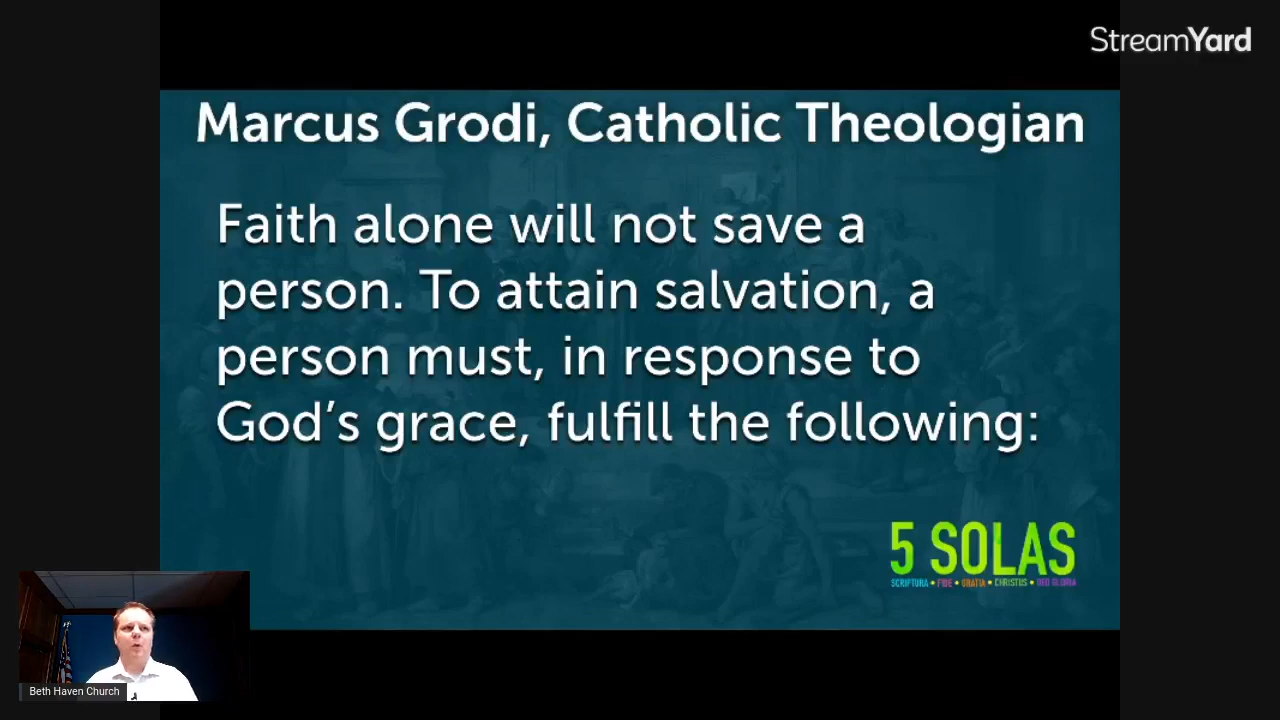 StreamYard
Marcus Grodi, Catholic Theologian
Faith alone will not save a
person. To attain salvation, a
person must, in response to
God's grace, fulfill the following:
5 SOLAS
SCRIPTURA • FIDE • GRATIA • CHRISTUS • DEO GLORIA
Beth Haven Church